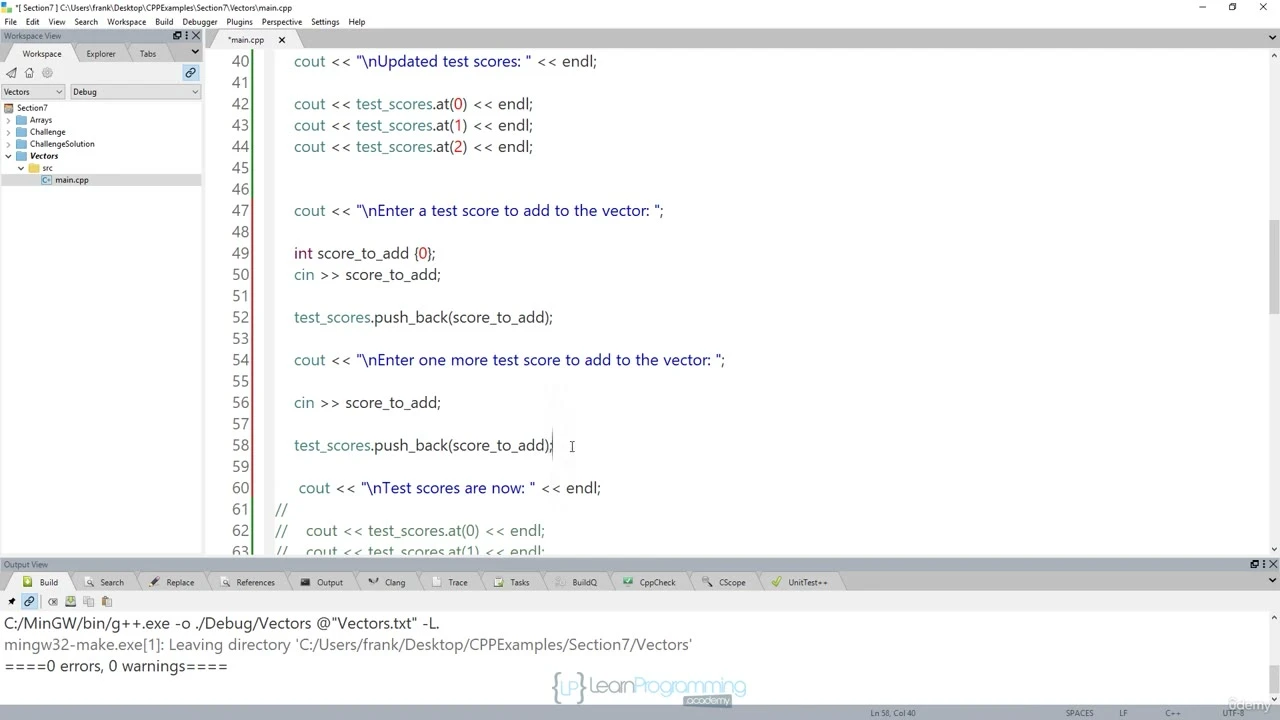 *[ Section7 ] C:\Users\frank\Desktop\CPPExamples\Section7\Vectors\main.cpp
File Edit View Search Workspace Build Debugger Plugins Perspective Settings Help
Workspace View
*main.cpp
Workspace Explorer Tabs
Vectors Debug
Section7
Arrays
Challenge
ChallengeSolution
Vectors
src
main.cpp
40 cout << "\nUpdated test scores: " << endl;
41
42 cout << test_scores.at(0) << endl;
43 cout << test_scores.at(1) << endl;
44 cout << test_scores.at(2) << endl;
45
46
47 cout << "\nEnter a test score to add to the vector: ";
48
49 int score_to_add {0};
50 cin >> score_to_add;
51
52 test_scores.push_back(score_to_add);
53
54 cout << "\nEnter one more test score to add to the vector: ";
55
56 cin >> score_to_add;
57
58 test_scores.push_back(score_to_add);
59
60 cout << "\nTest scores are now: " << endl;
61 //
62 // cout << test_scores.at(0) << endl;
63 // cout << test_scores.at(1) << endl;
Output View
Build Search Replace References Output Clang Trace Tasks BuildQ CppCheck CScope UnitTest++
C:/MinGW/bin/g++.exe -o ./Debug/Vectors @"Vectors.txt" -L.
mingw32-make.exe[1]: Leaving directory 'C:/Users/frank/Desktop/CPPExamples/Section7/Vectors'
====0 errors, 0 warnings====
{LP} LearnProgramming
academy
Ln 58, Col 40 SPACES LF C++ UTF-8
ûdemy